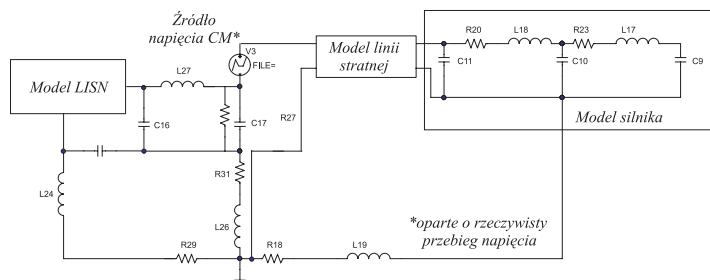 Źródło
napięcia CM*
V3
FILE=
Model linii
stratnej
R20
L18
R23
L17
C11
C10
C9
Model silnika
Model LISN
L27
C16
C17
R27
R31
L24
L26
R29
R18
L19
*oparte o rzeczywisty
przebieg napięcia